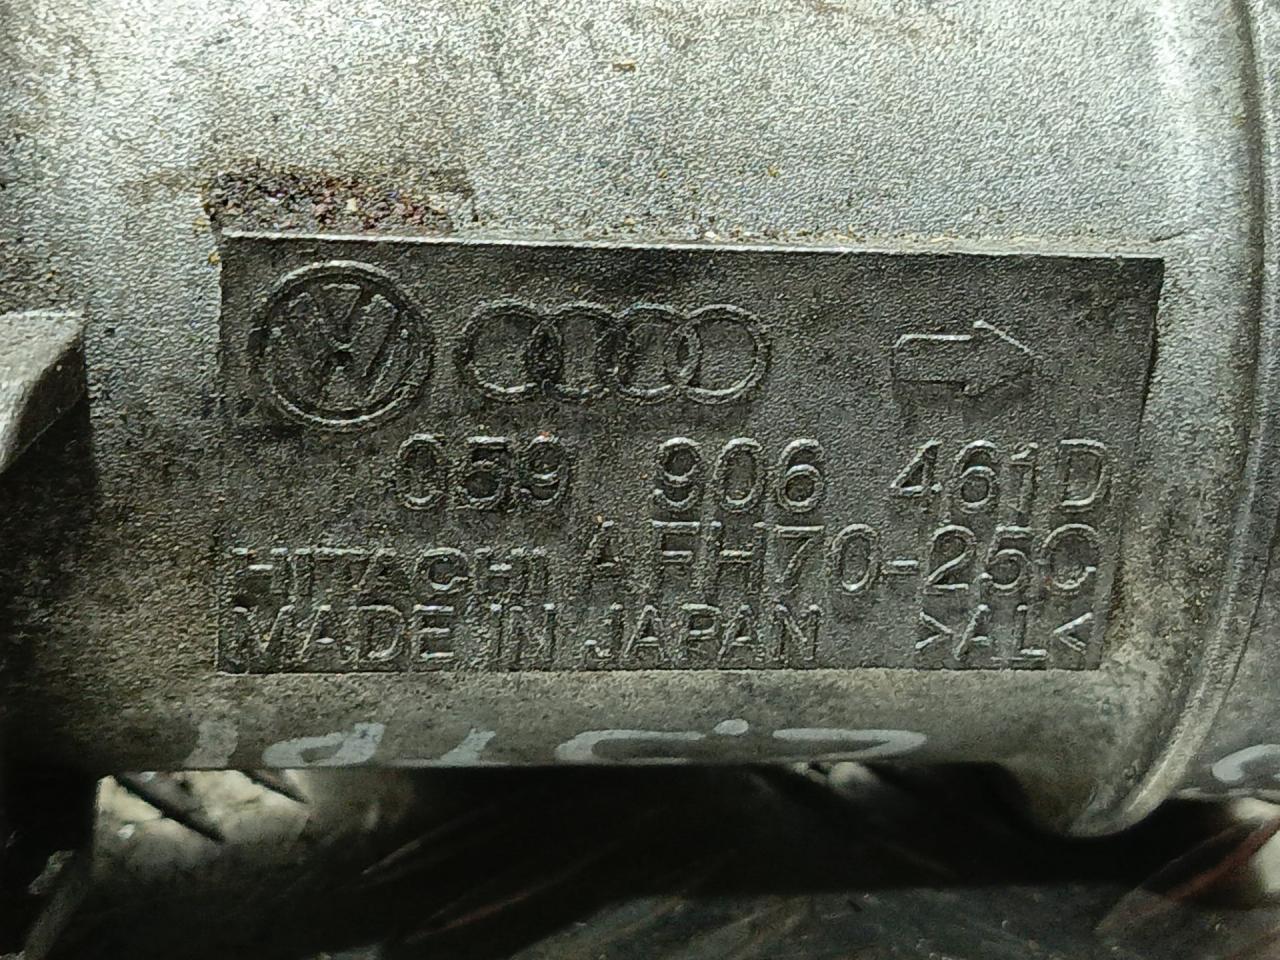 059 906 461D
HITACHI AFH70-25C
MADE IN JAPAN >AL<